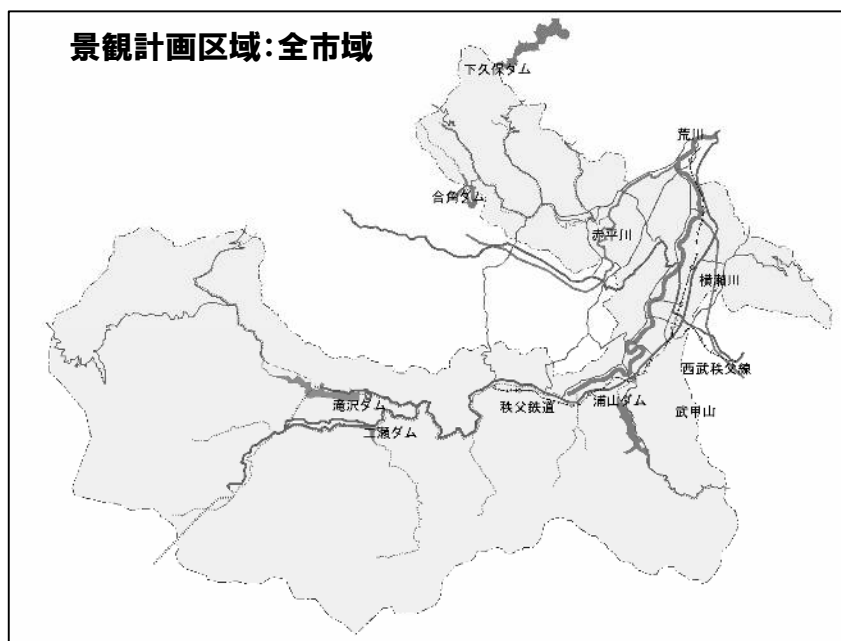 景観計画区域:全市域
下久保ダム
荒川
合角ダム
赤平川
横瀬川
西武秩父線
滝沢ダム
秩父鉄道
浦山ダム
武甲山
二瀬ダム